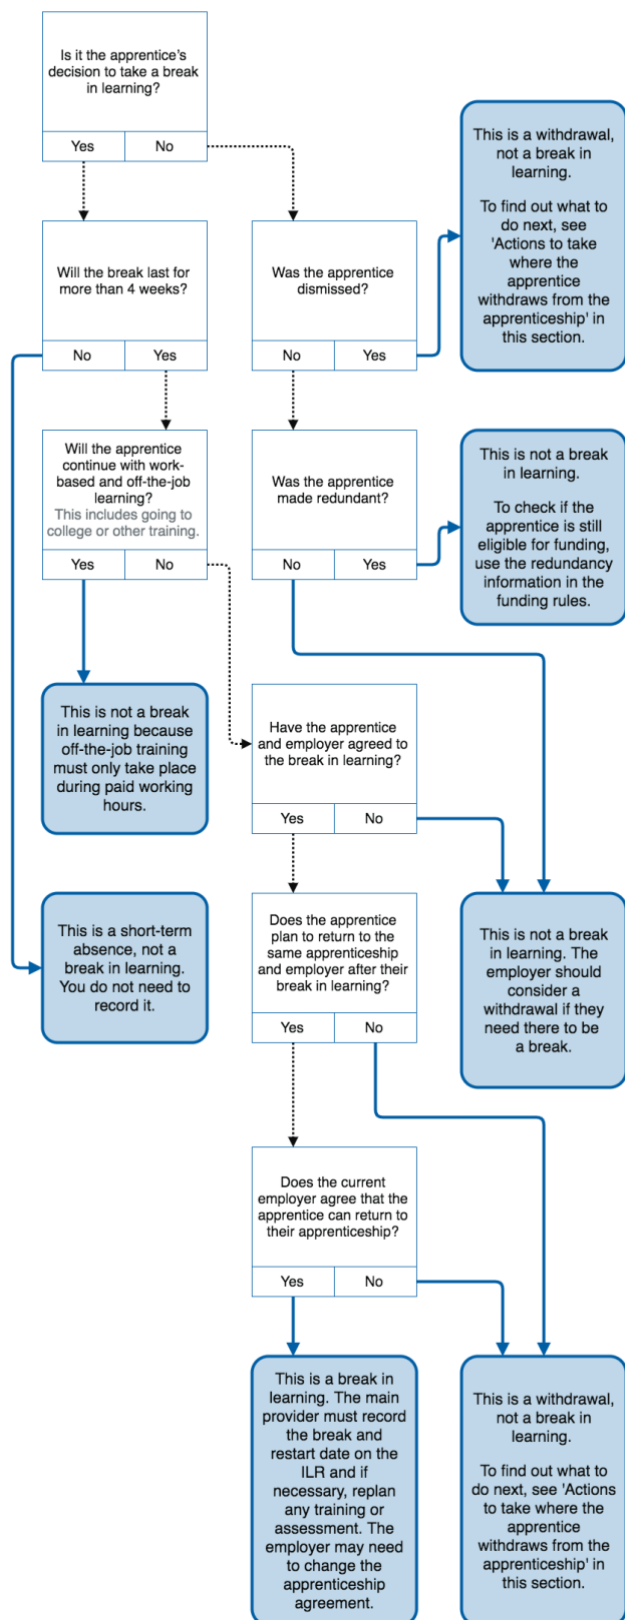 Is it the apprentice's
decision to take a break
in learning?
Yes
No
This is a withdrawal,
not a break in
learning.
To find out what to
do next, see
'Actions to take
where the
apprentice
withdraws from the
apprenticeship' in
this section.
Will the break last for
more than 4 weeks?
No
Yes
Was the apprentice
dismissed?
No
Yes
Will the apprentice
continue with work-
based and off-the-job
learning?
This includes going to
college or other training.
Yes
No
Was the apprentice
made redundant?
No
Yes
This is not a break
in learning.
To check if the
apprentice is still
eligible for funding,
use the redundancy
information in the
funding rules.
This is not a break
in learning because
off-the-job training
must only take place
during paid working
hours.
Have the apprentice
and employer agreed to
the break in learning?
Yes
No
This is a short-term
absence, not a
break in learning.
You do not need to
record it.
Does the apprentice
plan to return to the
same apprenticeship
and employer after their
break in learning?
Yes
No
This is not a break
in learning. The
employer should
consider a
withdrawal if they
need there to be
a break.
Does the current
employer agree that the
apprentice can return to
their apprenticeship?
Yes
No
This is a break in
learning. The main
provider must record
the break and
restart date on the
ILR and if
necessary, replan
any training or
assessment. The
employer may need
to change the
apprenticeship
agreement.
This is a withdrawal,
not a break in
learning.
To find out what to
do next, see 'Actions
to take where the
apprentice
withdraws from the
apprenticeship' in
this section.